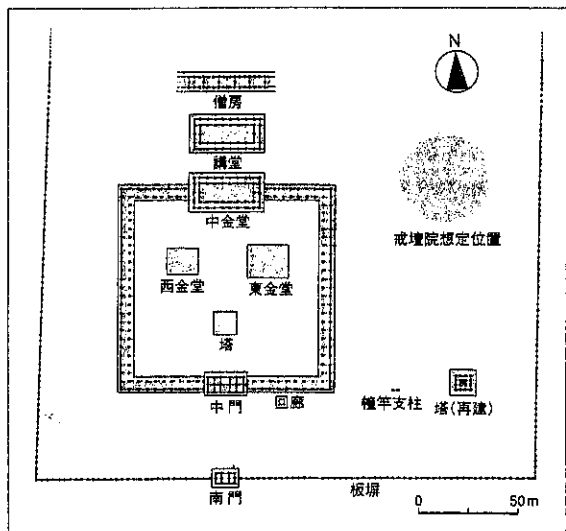 N
僧房
講堂
中金堂
戒壇院想定位置
西金堂
東金堂
塔
中門
回廊
幢竿支柱
塔(再建)
南門
板塀
0 50m